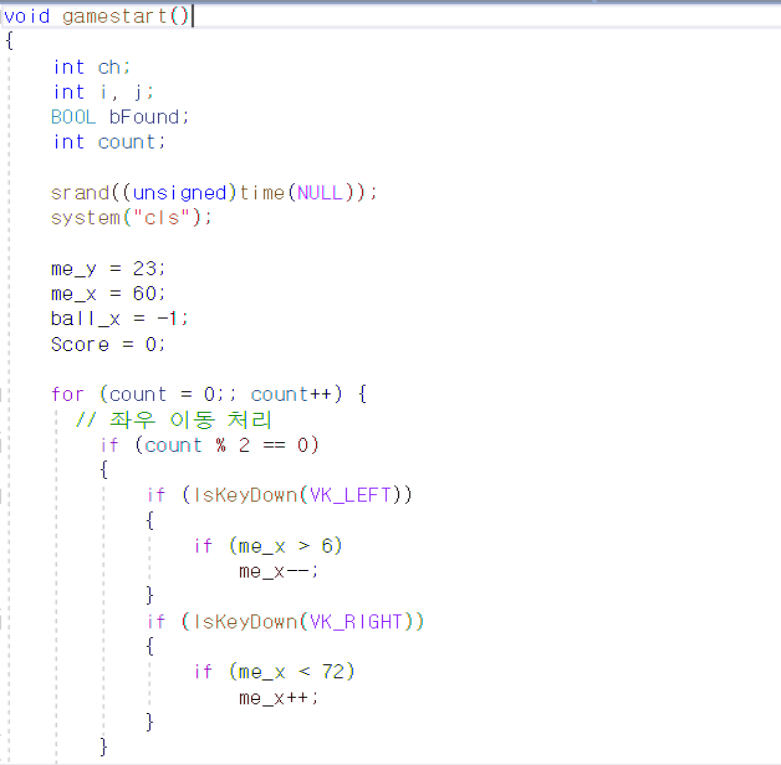 void gamestart()
{
int ch;
int i, j;
BOOL bFound;
int count;
srand((unsigned)time(NULL));
system("cls");
me_y = 23;
me_x = 60;
ball_x = -1;
Score = 0;
for (count = 0;; count++) {
// 좌우 이동 처리
if (count % 2 == 0)
{
if (IsKeyDown(VK_LEFT))
{
if (me_x > 6)
me_x--;
}
if (IsKeyDown(VK_RIGHT))
{
if (me_x < 72)
me_x++;
}
}